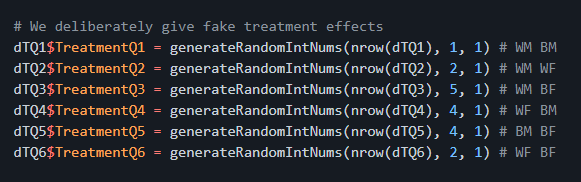 # We deliberately give fake treatment effects
dTQ1$TreatmentQ1 = generateRandomIntNums(nrow(dTQ1), 1, 1) # WM BM
dTQ2$TreatmentQ2 = generateRandomIntNums(nrow(dTQ2), 2, 1) # WM WF
dTQ3$TreatmentQ3 = generateRandomIntNums(nrow(dTQ3), 5, 1) # WM BF
dTQ4$TreatmentQ4 = generateRandomIntNums(nrow(dTQ4), 4, 1) # WF BM
dTQ5$TreatmentQ5 = generateRandomIntNums(nrow(dTQ5), 4, 1) # BM BF
dTQ6$TreatmentQ6 = generateRandomIntNums(nrow(dTQ6), 2, 1) # WF BF